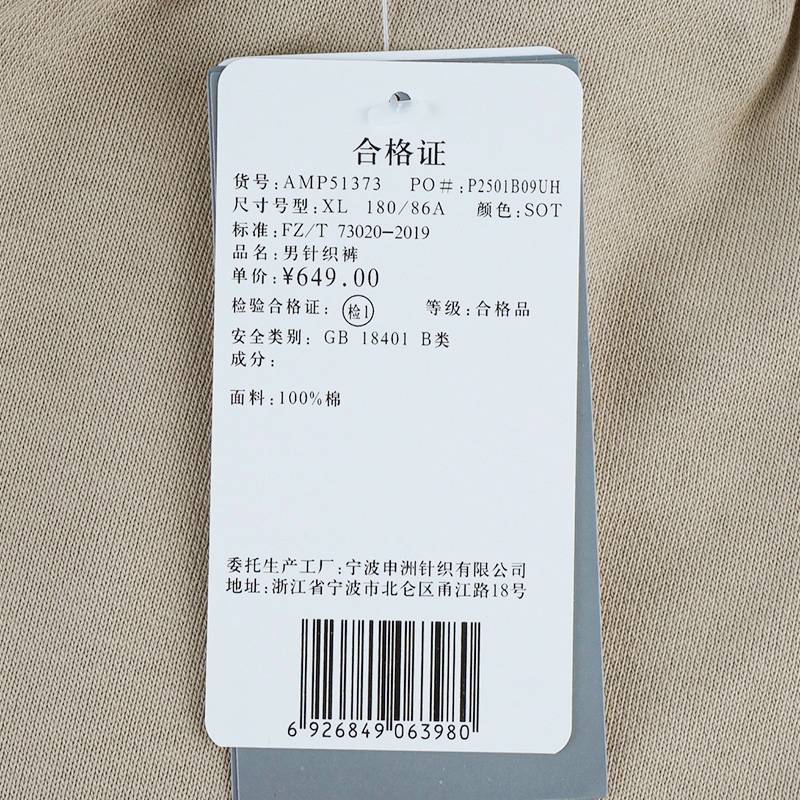 合格证
货号:AMP51373 PO#:P2501B09UH
尺寸号型:XL 180/86A 颜色:SOT
标准:FZ/T 73020-2019
品名:男针织裤
单价:¥649.00
检验合格证: 检1 等级:合格品
安全类别: GB 18401 B类
成分:
面料:100%棉
委托生产工厂:宁波申洲针织有限公司
地址:浙江省宁波市北仑区甬江路18号
6 926849 063980